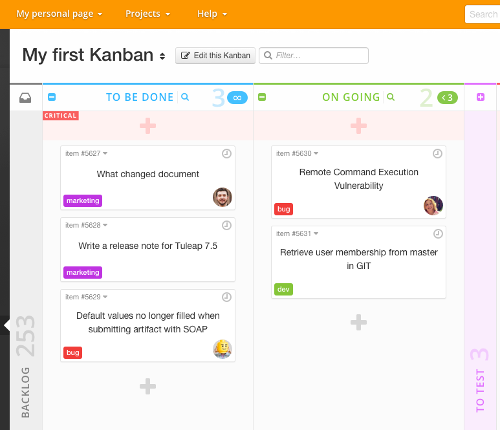 My personal page Projects Help Search
My first Kanban Edit this Kanban Filter...
TO BE DONE 3 ∞
ON GOING 2 < 3
CRITICAL
item #5627
What changed document
marketing
item #5628
Write a release note for Tuleap 7.5
marketing
item #5629
Default values no longer filled when
submitting artifact with SOAP
bug
item #5630
Remote Command Execution
Vulnerability
bug
item #5631
Retrieve user membership from master
in GIT
dev
BACKLOG 253
TO TEST 3